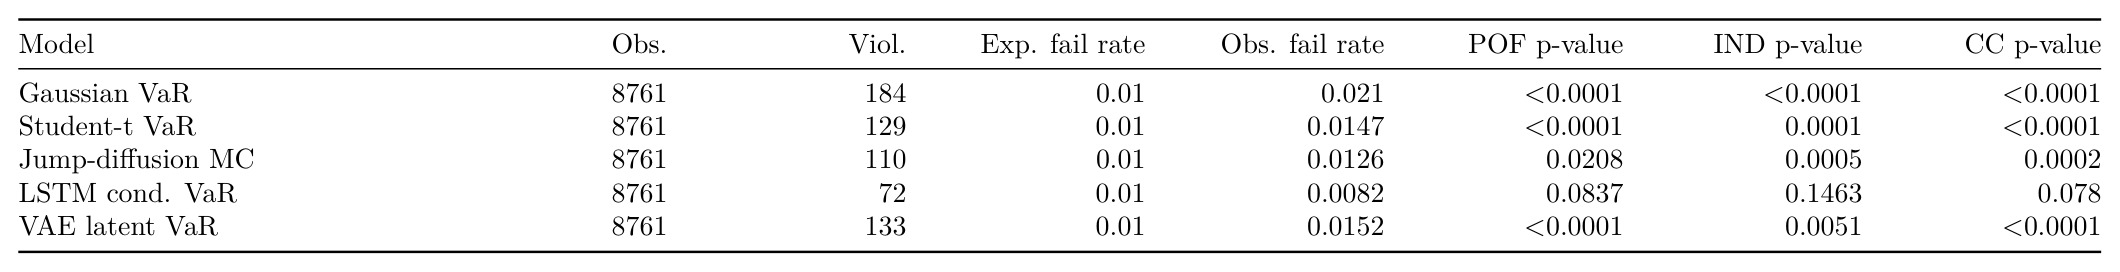 Model Obs. Viol. Exp. fail rate Obs. fail rate POF p-value IND p-value CC p-value
Gaussian VaR 8761 184 0.01 0.021 <0.0001 <0.0001 <0.0001
Student-t VaR 8761 129 0.01 0.0147 <0.0001 0.0001 <0.0001
Jump-diffusion MC 8761 110 0.01 0.0126 0.0208 0.0005 0.0002
LSTM cond. VaR 8761 72 0.01 0.0082 0.0837 0.1463 0.078
VAE latent VaR 8761 133 0.01 0.0152 <0.0001 0.0051 <0.0001